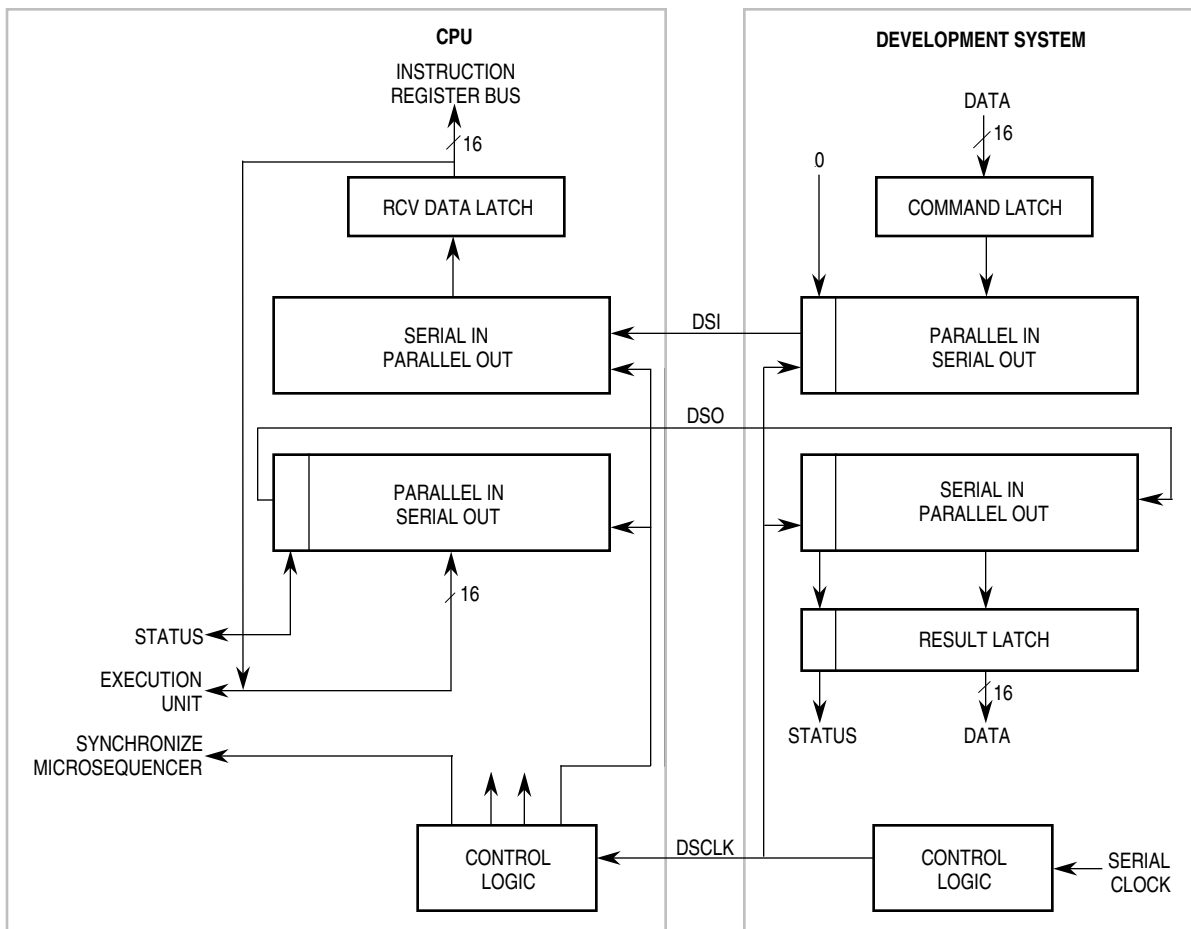 CPU
INSTRUCTION
REGISTER BUS
16
RCV DATA LATCH
SERIAL IN
PARALLEL OUT
PARALLEL IN
SERIAL OUT
16
STATUS
EXECUTION
UNIT
SYNCHRONIZE
MICROSEQUENCER
CONTROL
LOGIC
DSI
DSO
DSCLK
DEVELOPMENT SYSTEM
DATA
16
0
COMMAND LATCH
PARALLEL IN
SERIAL OUT
SERIAL IN
PARALLEL OUT
RESULT LATCH
16
STATUS
DATA
CONTROL
LOGIC
SERIAL
CLOCK